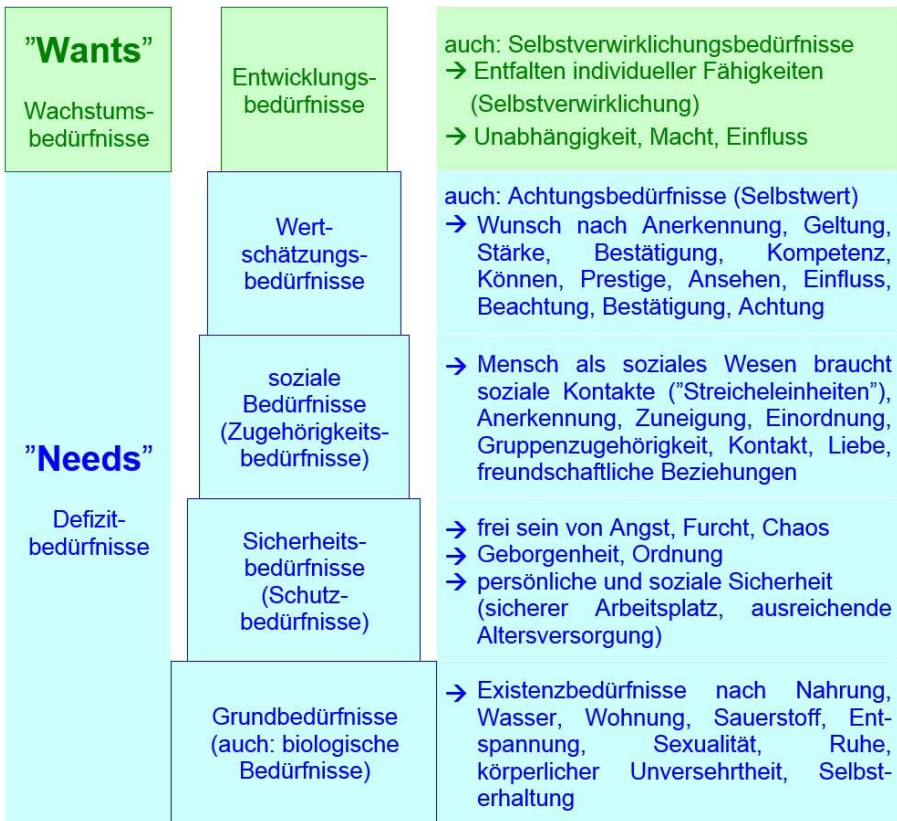 ”Wants”
Wachstums-
bedürfnisse
Entwicklungs-
bedürfnisse
auch: Selbstverwirklichungsbedürfnisse
→ Entfalten individueller Fähigkeiten
(Selbstverwirklichung)
→ Unabhängigkeit, Macht, Einfluss
”Needs”
Defizit-
bedürfnisse
Wert-
schätzungs-
bedürfnisse
auch: Achtungsbedürfnisse (Selbstwert)
→ Wunsch nach Anerkennung, Geltung,
Stärke, Bestätigung, Kompetenz,
Können, Prestige, Ansehen, Einfluss,
Beachtung, Bestätigung, Achtung
soziale
Bedürfnisse
(Zugehörigkeits-
bedürfnisse)
→ Mensch als soziales Wesen braucht
soziale Kontakte (”Streicheleinheiten”),
Anerkennung, Zuneigung, Einordnung,
Gruppenzugehörigkeit, Kontakt, Liebe,
freundschaftliche Beziehungen
Sicherheits-
bedürfnisse
(Schutz-
bedürfnisse)
→ frei sein von Angst, Furcht, Chaos
→ Geborgenheit, Ordnung
→ persönliche und soziale Sicherheit
(sicherer Arbeitsplatz, ausreichende
Altersversorgung)
Grundbedürfnisse
(auch: biologische
Bedürfnisse)
→ Existenzbedürfnisse nach Nahrung,
Wasser, Wohnung, Sauerstoff, Ent-
spannung, Sexualität, Ruhe,
körperlicher Unversehrtheit, Selbst-
erhaltung